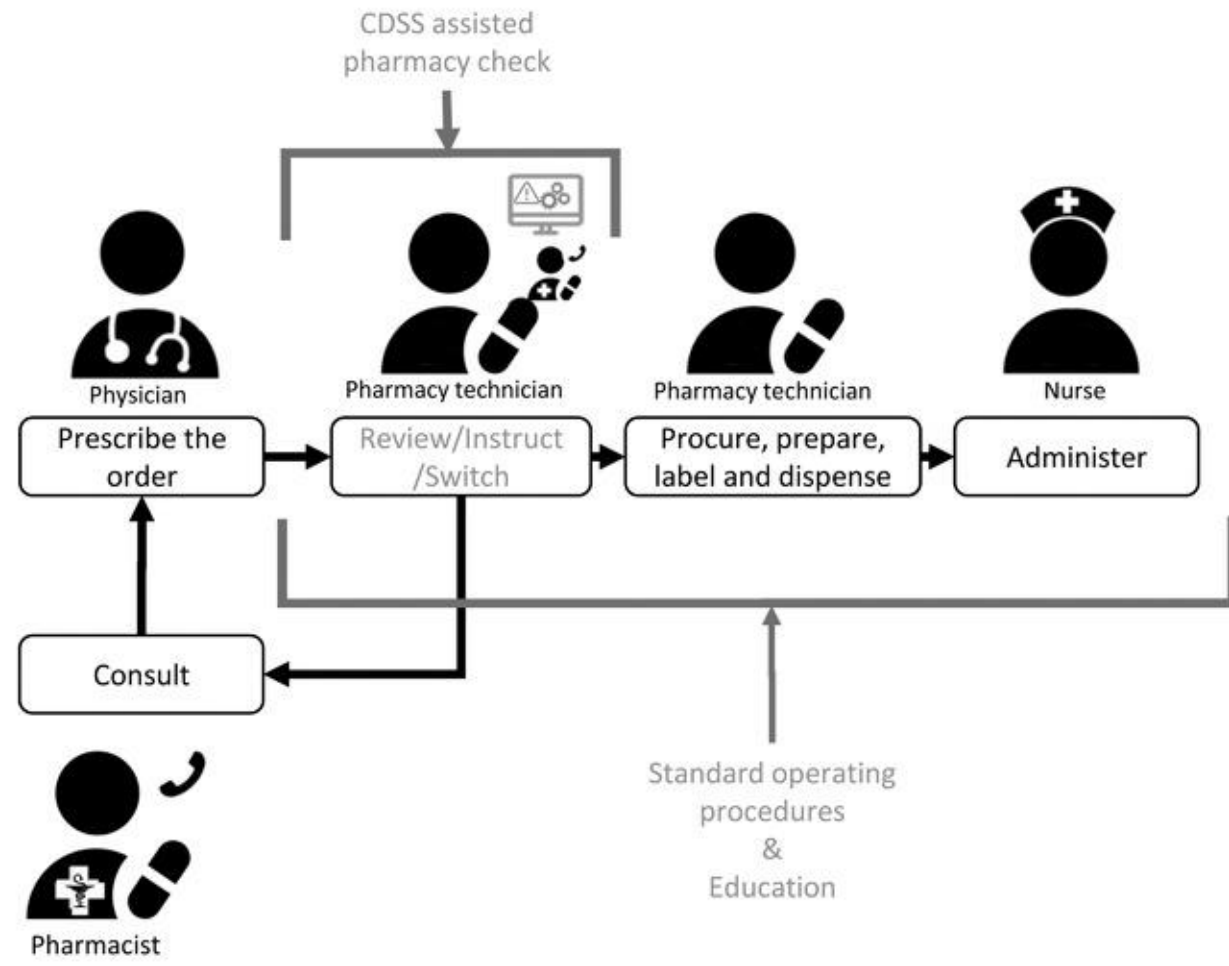 CDSS assisted
pharmacy check
Physician
Pharmacy technician
Pharmacy technician
Nurse
Prescribe the
order
Review/Instruct
/Switch
Procure, prepare,
label and dispense
Administer
Consult
Standard operating
procedures
&
Education
Pharmacist